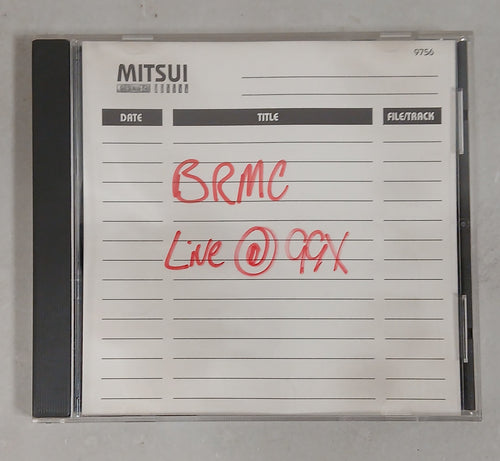 9756
MITSUI
DATE TITLE FILE/TRACK
BRMC
Live @ 99X